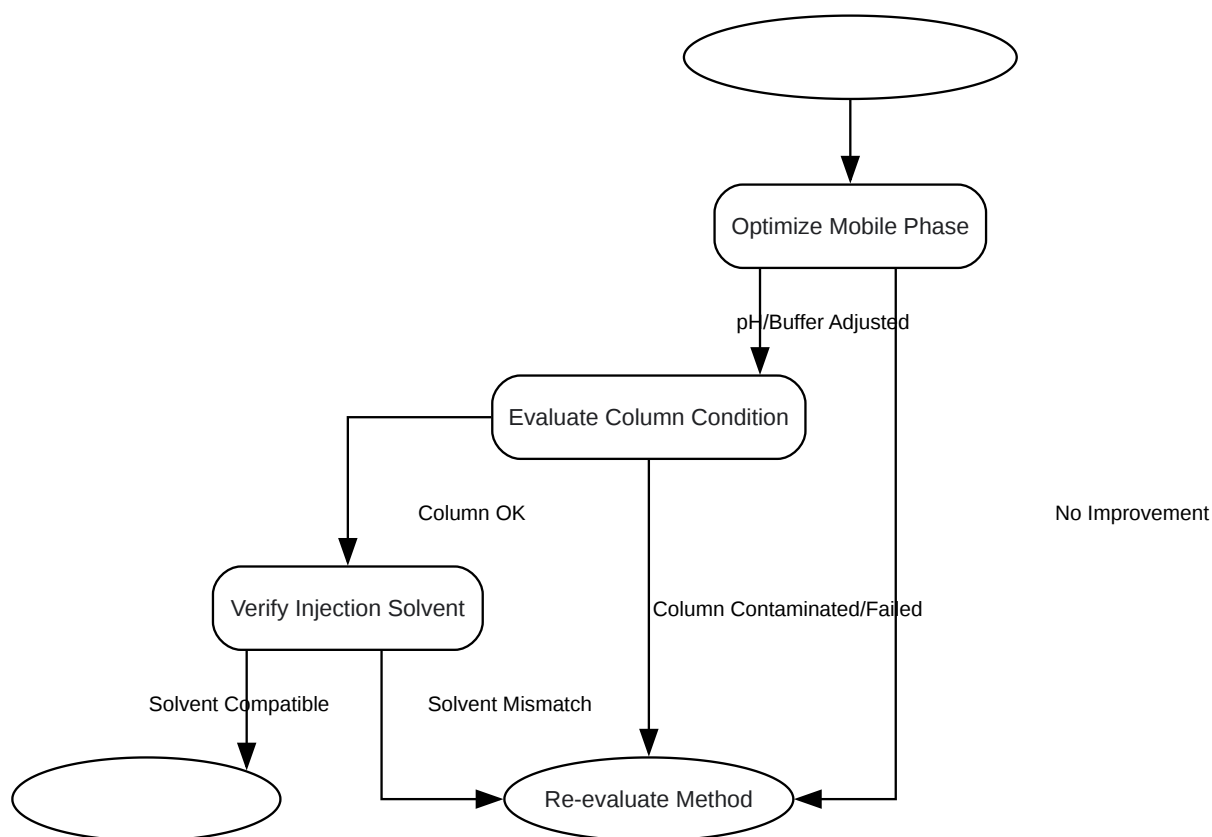 Optimize Mobile Phase
pH/Buffer Adjusted
Evaluate Column Condition
Column OK
No Improvement
Verify Injection Solvent
Column Contaminated/Failed
Solvent Compatible
Solvent Mismatch
Re-evaluate Method